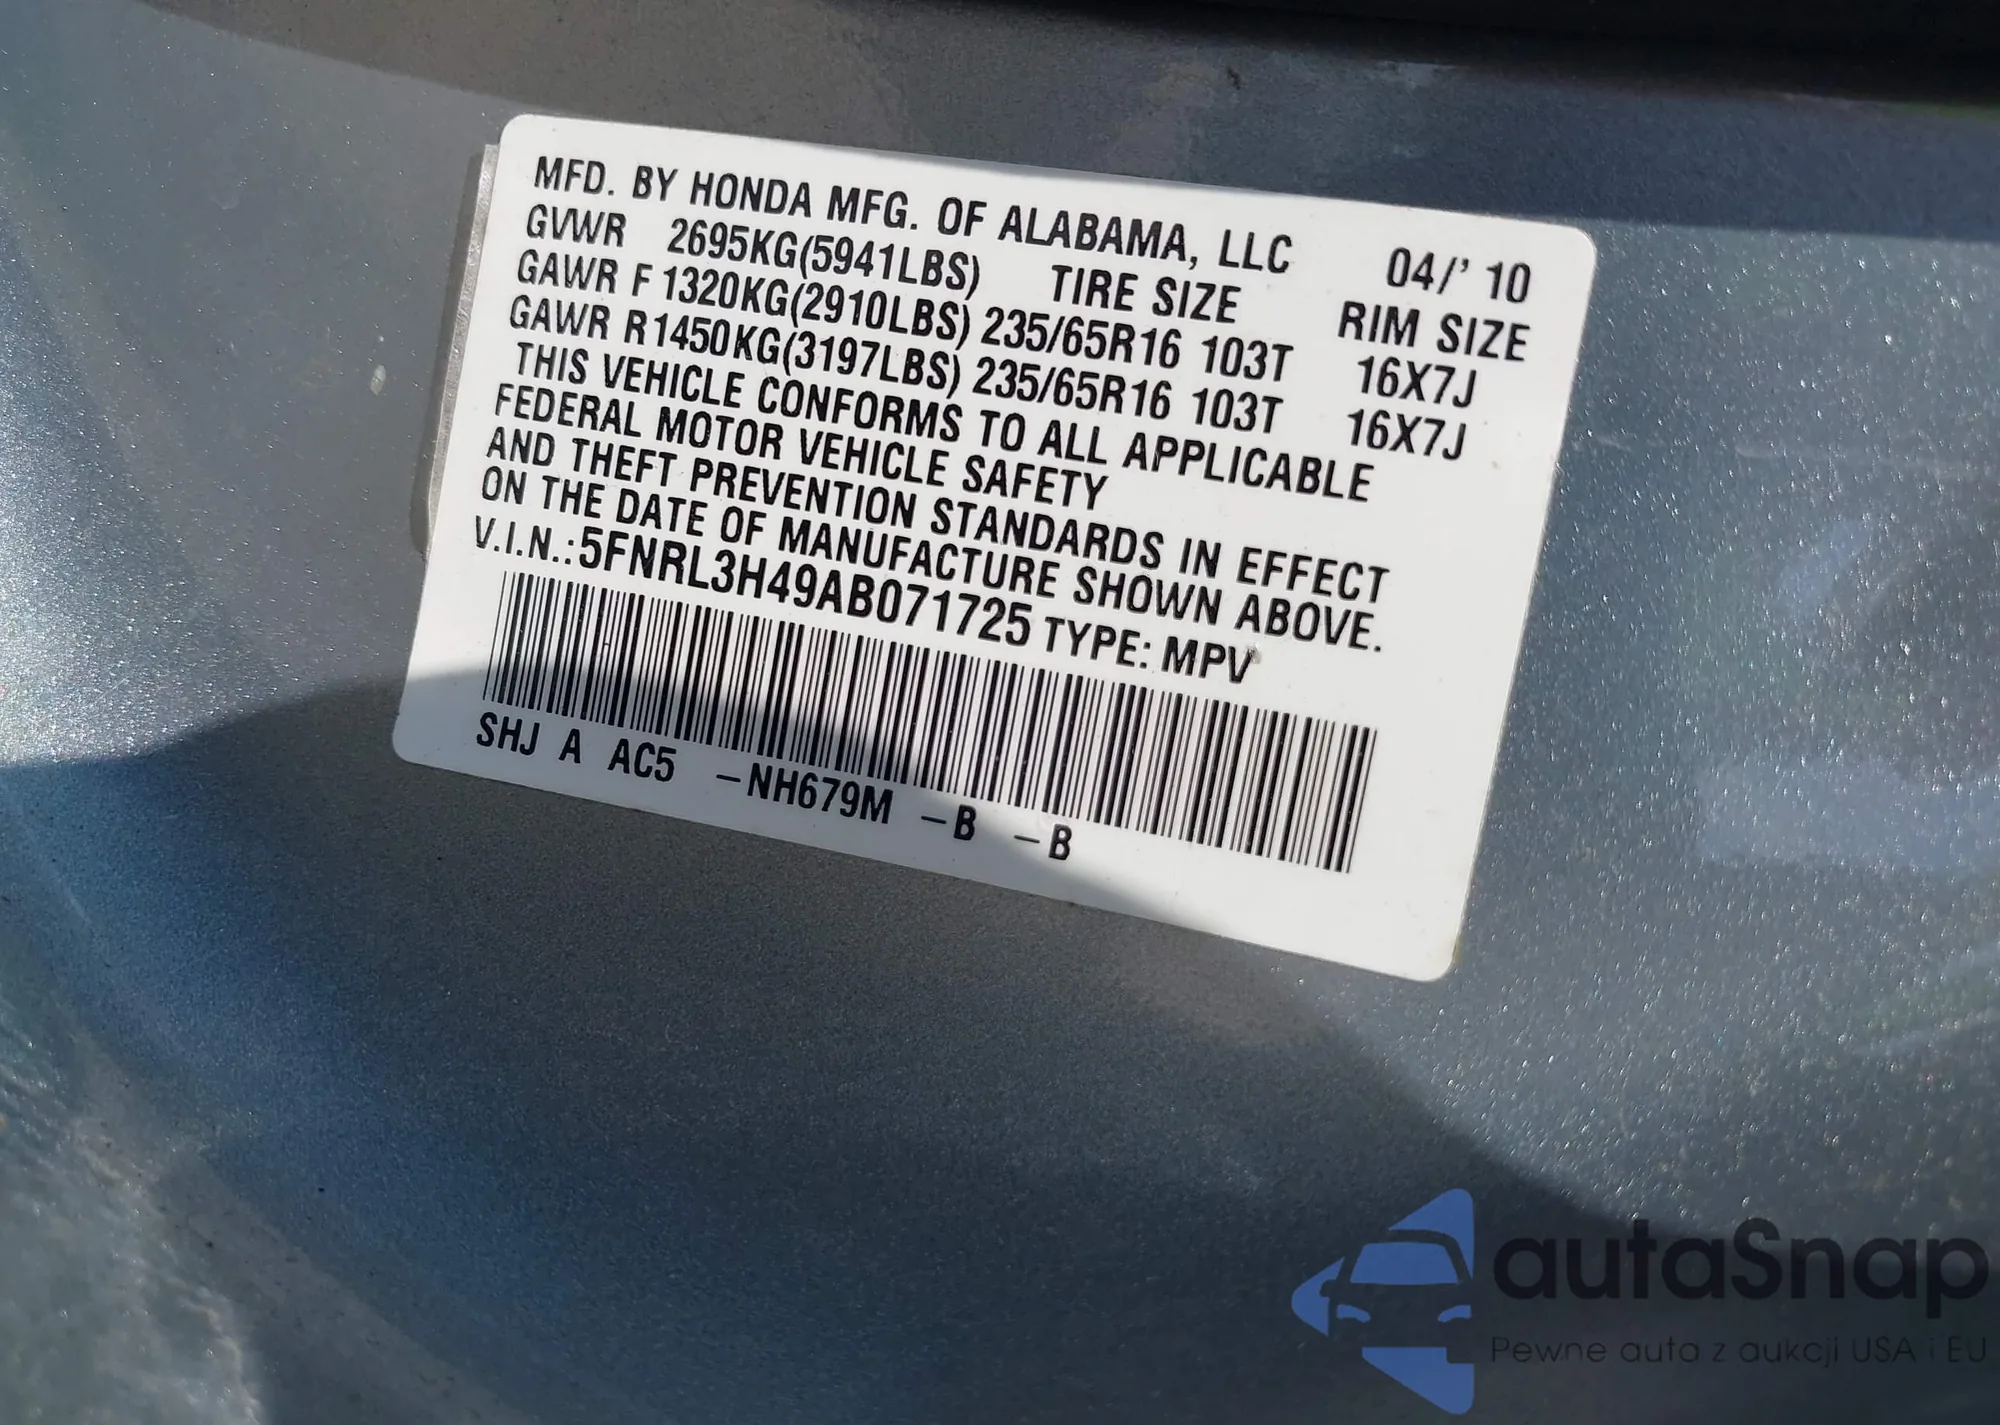 MFD. BY HONDA MFG. OF ALABAMA, LLC 04/' 10
GVWR 2695KG(5941LBS) TIRE SIZE RIM SIZE
GAWR F 1320KG(2910LBS) 235/65R16 103T 16X7J
GAWR R1450KG(3197LBS) 235/65R16 103T 16X7J
THIS VEHICLE CONFORMS TO ALL APPLICABLE
FEDERAL MOTOR VEHICLE SAFETY
AND THEFT PREVENTION STANDARDS IN EFFECT
ON THE DATE OF MANUFACTURE SHOWN ABOVE.
V.I.N.:5FNRL3H49AB071725 TYPE: MPV
SHJ A AC5 -NH679M -B -B
autaSnap
Pewne auta z aukcji USA i EU